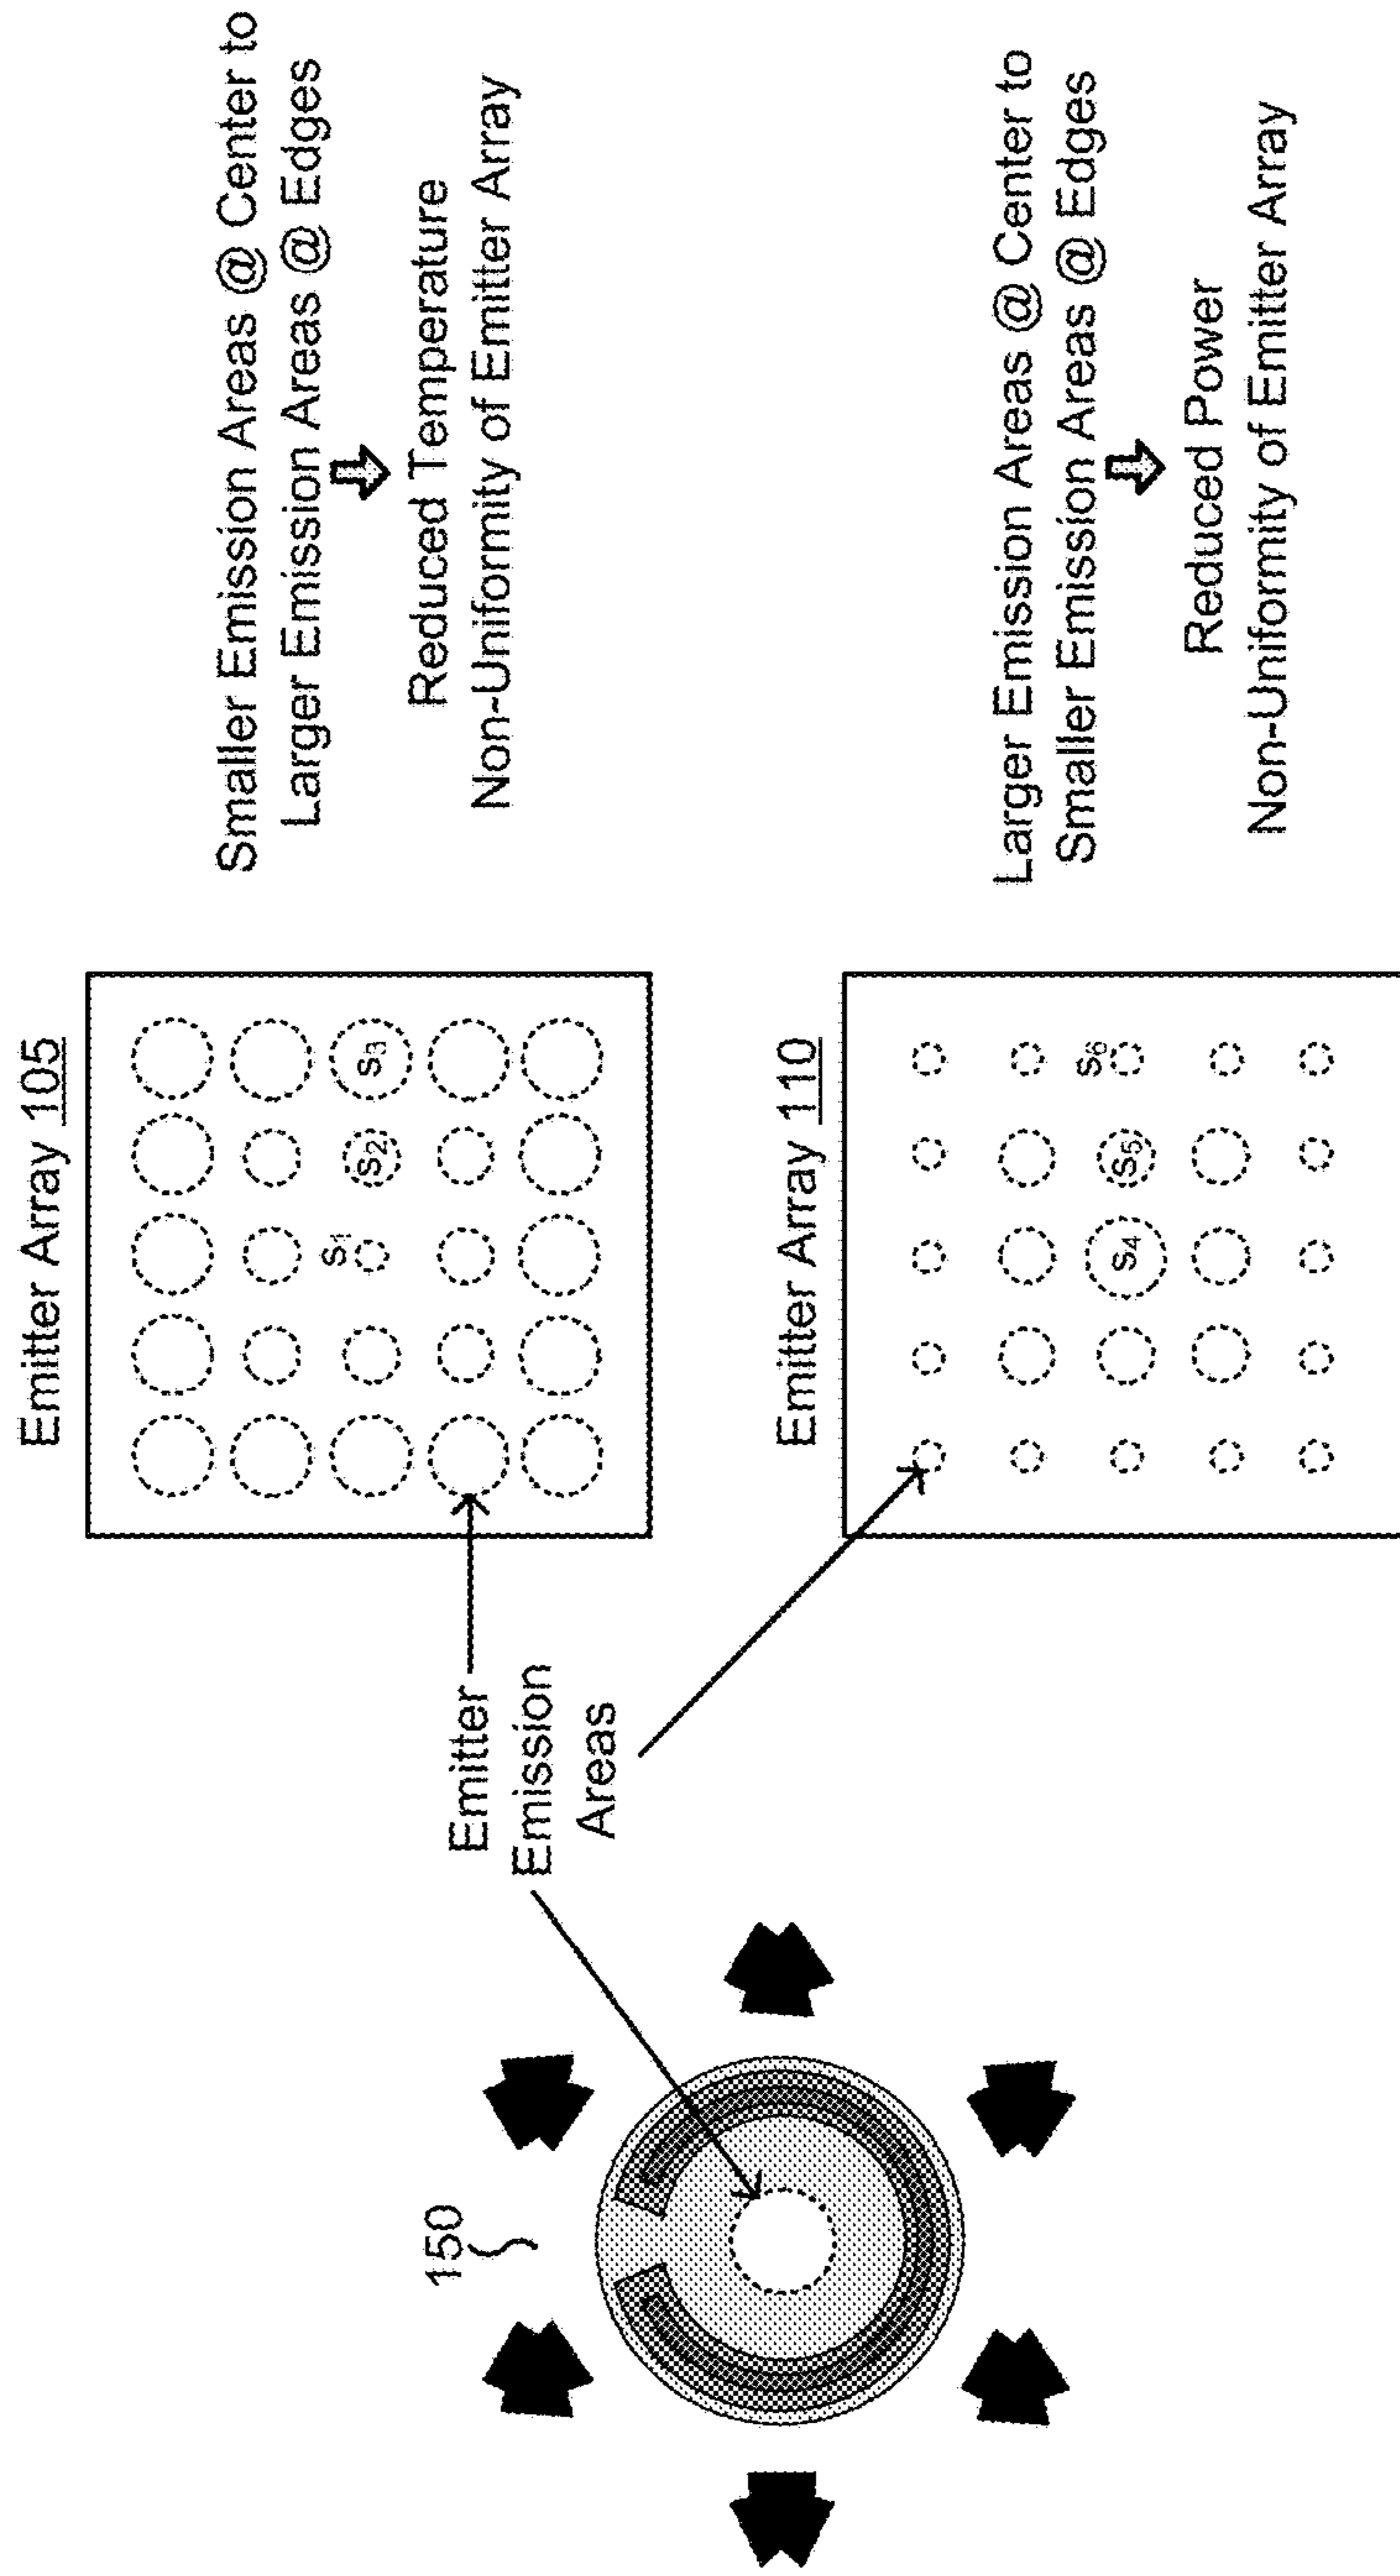 150
Emitter
Emission
Areas
Emitter Array 105
s1
s2
s3
Smaller Emission Areas @ Center to
Larger Emission Areas @ Edges
Reduced Temperature
Non-Uniformity of Emitter Array
Emitter Array 110
s4
s5
s6
Larger Emission Areas @ Center to
Smaller Emission Areas @ Edges
Reduced Power
Non-Uniformity of Emitter Array